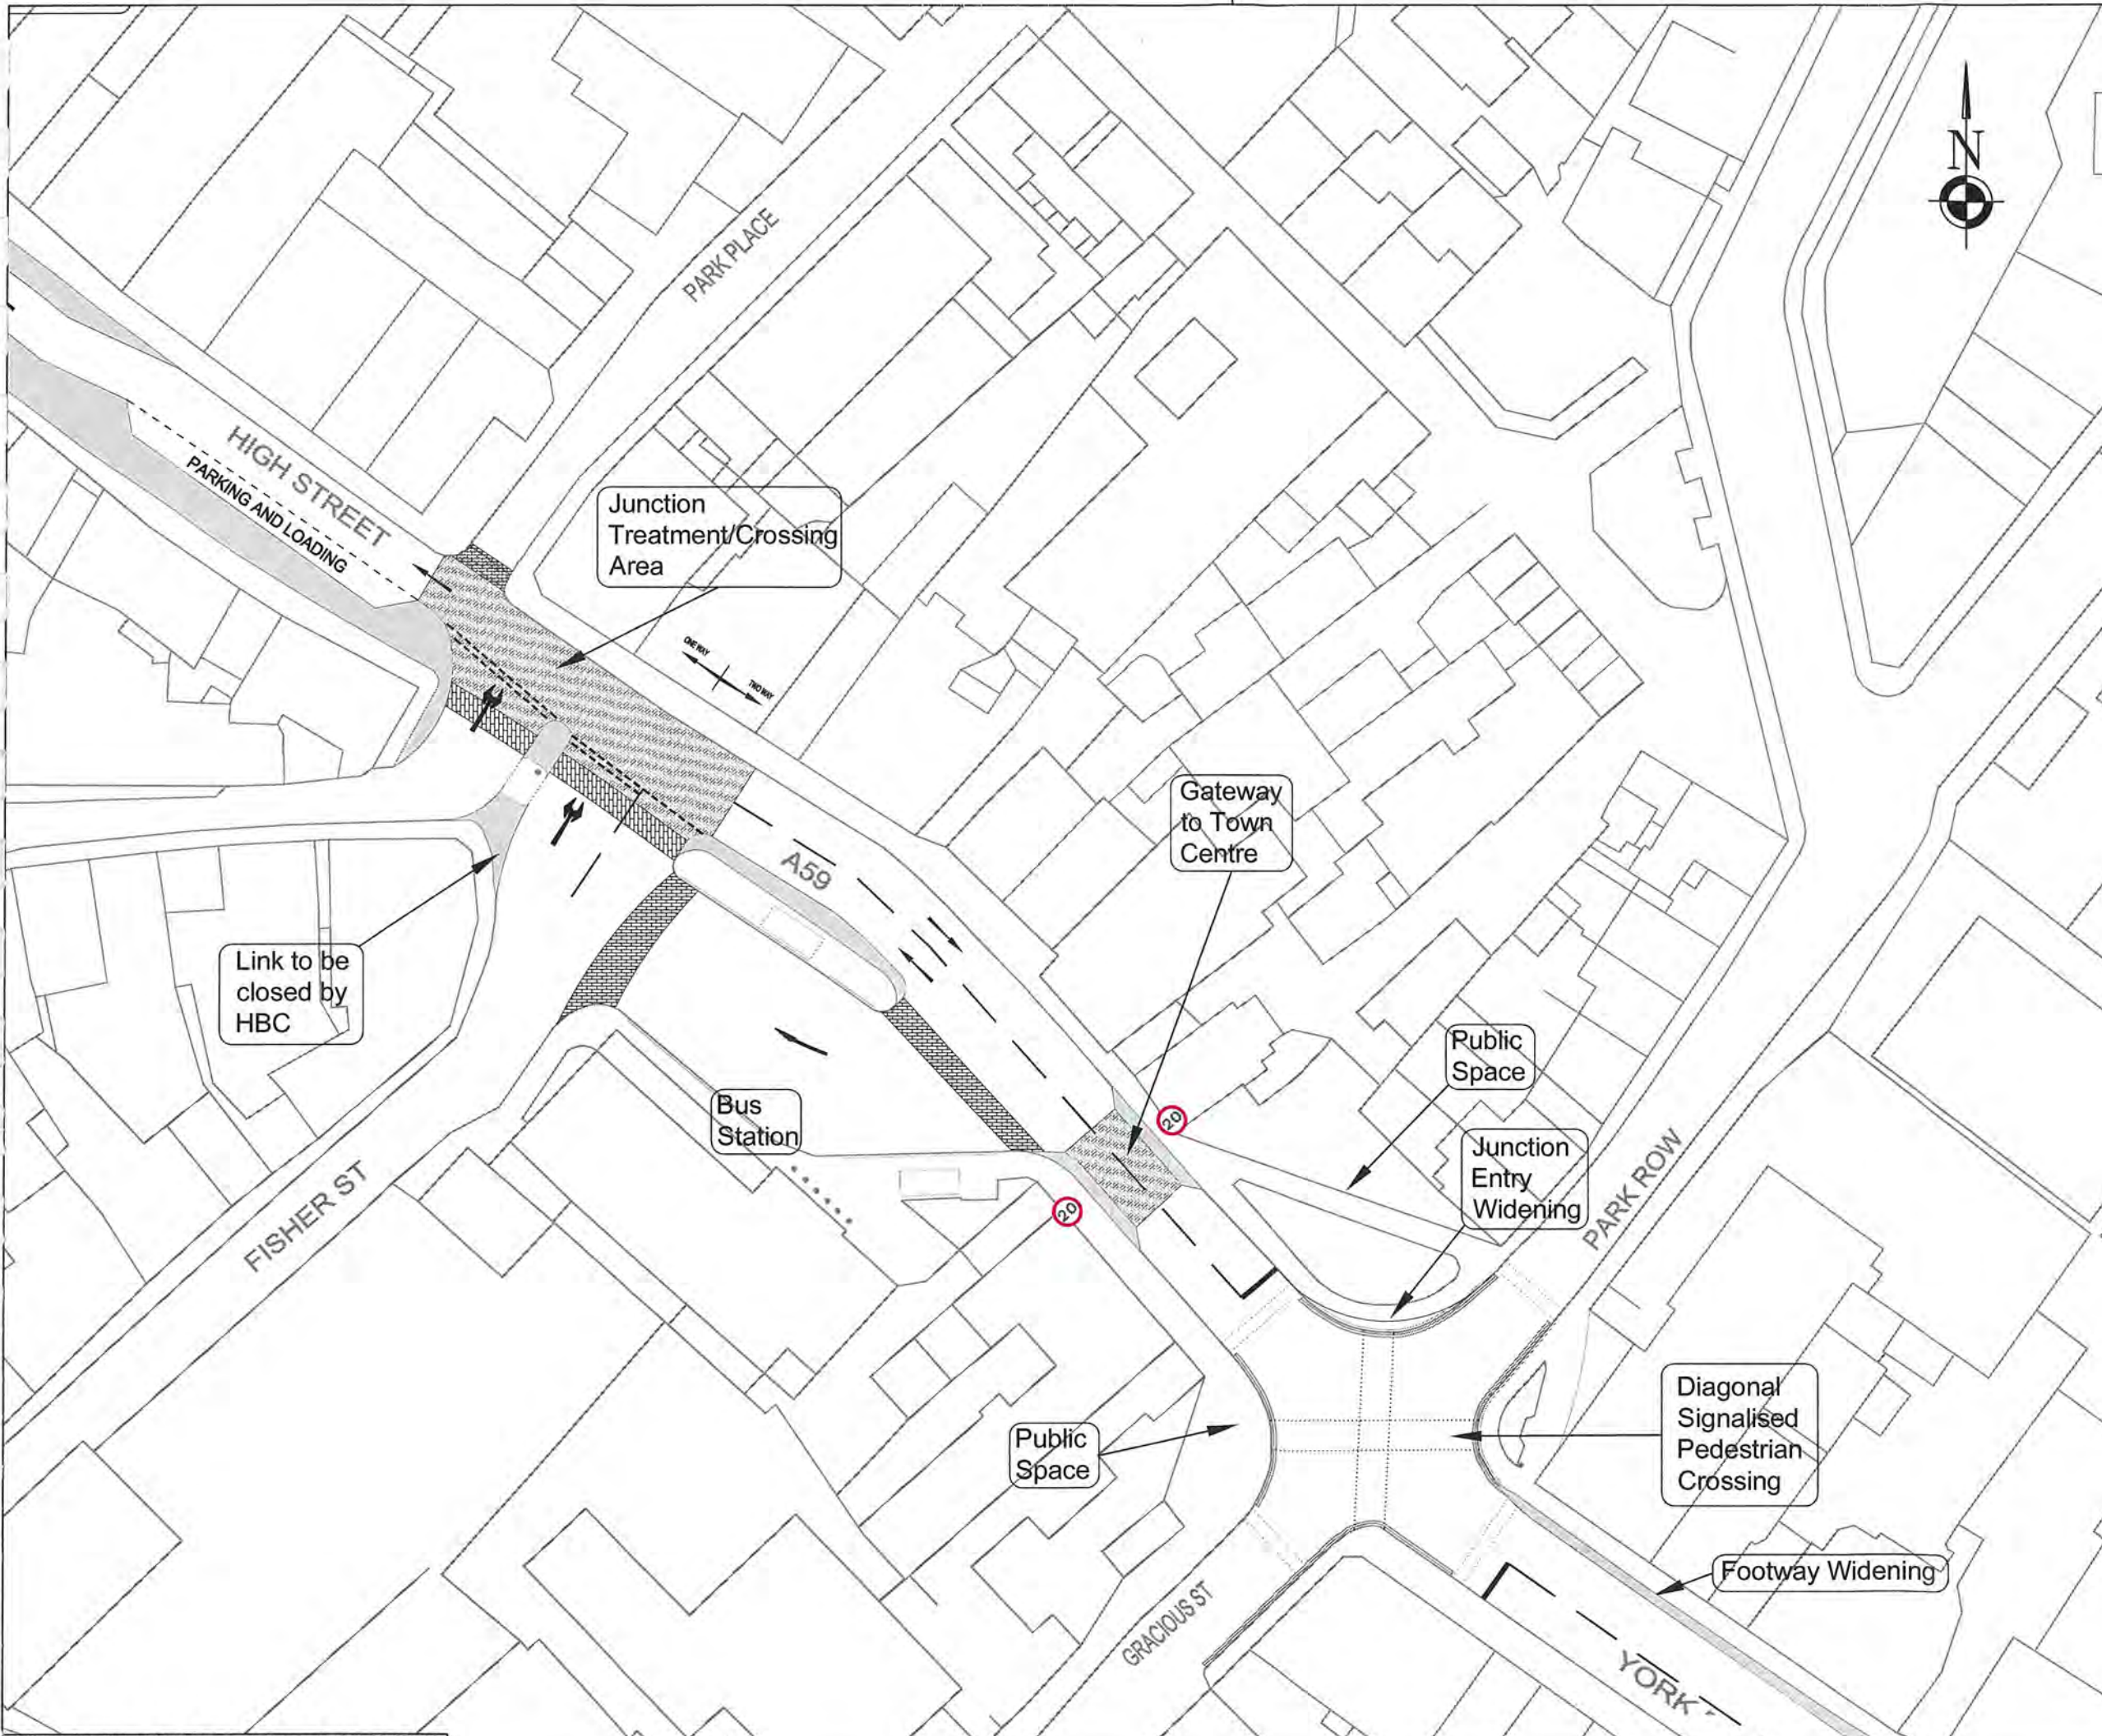 N
PARK PLACE
HIGH STREET
PARKING AND LOADING
Junction
Treatment/Crossing
Area
ONE WAY
TWO WAY
Gateway
to Town
Centre
A59
Link to be
closed by
HBC
Public
Space
Bus
Station
20
Junction
Entry
Widening
PARK ROW
20
FISHER ST
Diagonal
Signalised
Pedestrian
Crossing
Public
Space
Footway Widening
GRACIOUS ST
YORK